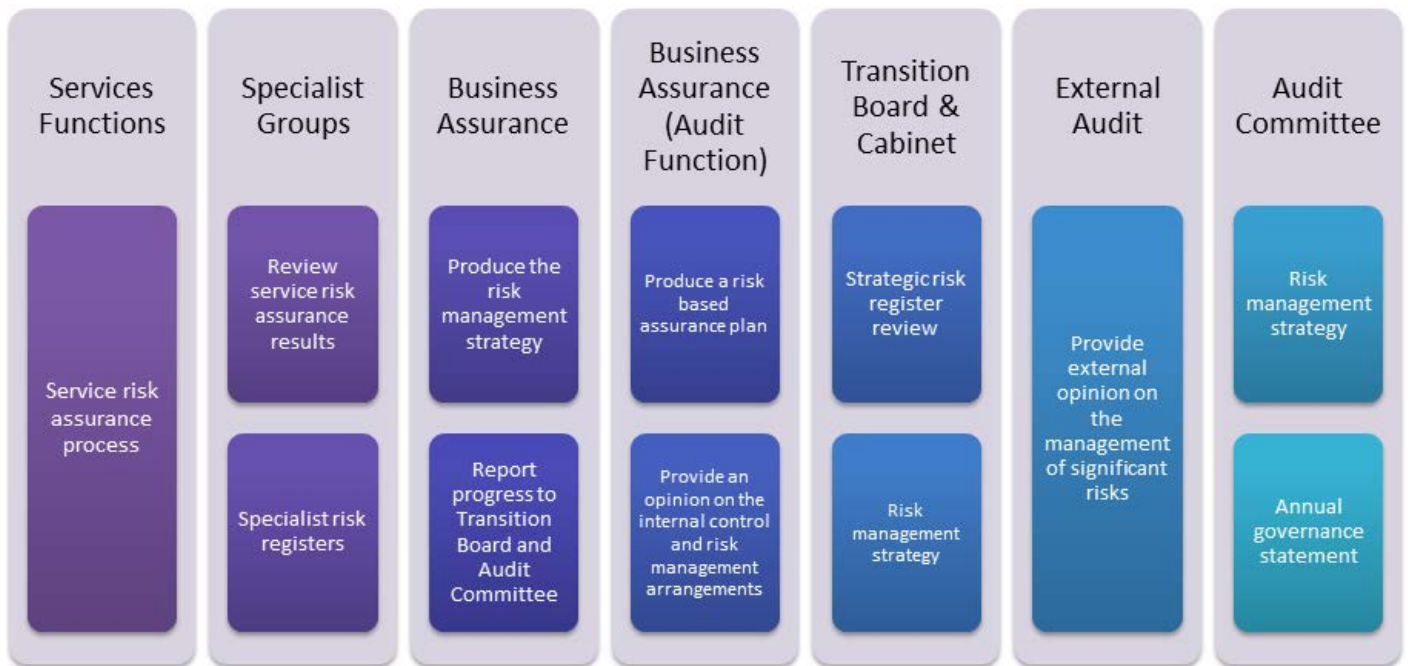 Services
Functions
Service risk
assurance
process
Specialist
Groups
Review
service risk
assurance
results
Specialist risk
registers
Business
Assurance
Produce the
risk
management
strategy
Report
progress to
Transition
Board and
Audit
Committee
Business
Assurance
(Audit
Function)
Produce a risk
based
assurance plan
Provide an
opinion on the
internal control
and risk
management
arrangements
Transition
Board &
Cabinet
Strategic risk
register
review
Risk
management
strategy
External
Audit
Provide
external
opinion on
the
management
of significant
risks
Audit
Committee
Risk
management
strategy
Annual
governance
statement